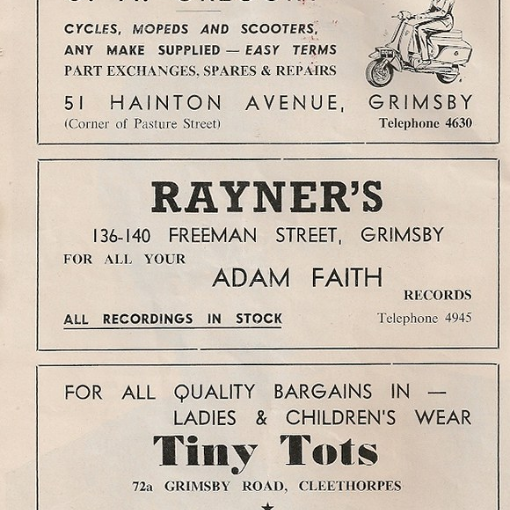 CYCLES, MOPEDS AND SCOOTERS,
ANY MAKE SUPPLIED — EASY TERMS
PART EXCHANGES, SPARES & REPAIRS
51 HAINTON AVENUE, GRIMSBY
(Corner of Pasture Street) Telephone 4630
RAYNER'S
136-140 FREEMAN STREET, GRIMSBY
FOR ALL YOUR
ADAM FAITH
RECORDS
ALL RECORDINGS IN STOCK Telephone 4945
FOR ALL QUALITY BARGAINS IN —
LADIES & CHILDREN'S WEAR
Tiny Tots
72a GRIMSBY ROAD, CLEETHORPES